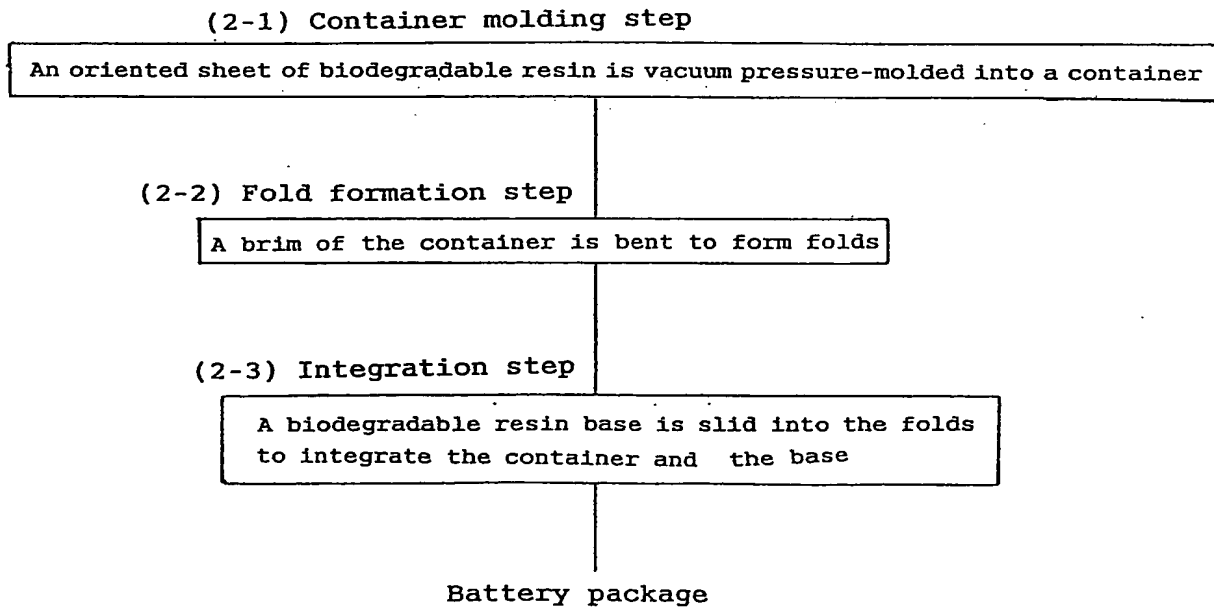 (2-1) Container molding step
An oriented sheet of biodegradable resin is vacuum pressure-molded into a container
(2-2) Fold formation step
A brim of the container is bent to form folds
(2-3) Integration step
A biodegradable resin base is slid into the folds
to integrate the container and the base
Battery package